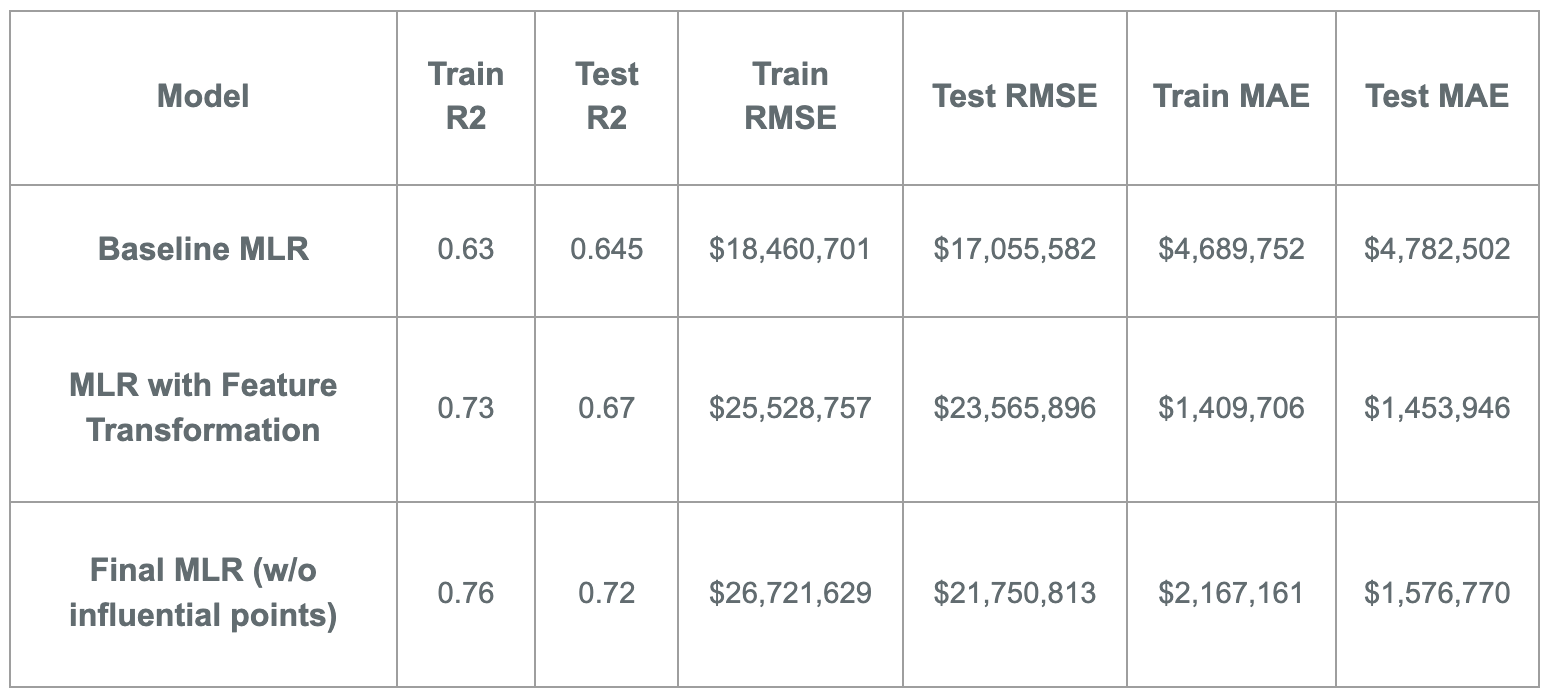 Model
Train
R2
Test
R2
Train
RMSE
Test RMSE
Train MAE
Test MAE
Baseline MLR
0.63
0.645
$18,460,701
$17,055,582
$4,689,752
$4,782,502
MLR with Feature
Transformation
0.73
0.67
$25,528,757
$23,565,896
$1,409,706
$1,453,946
Final MLR (w/o
influential points)
0.76
0.72
$26,721,629
$21,750,813
$2,167,161
$1,576,770